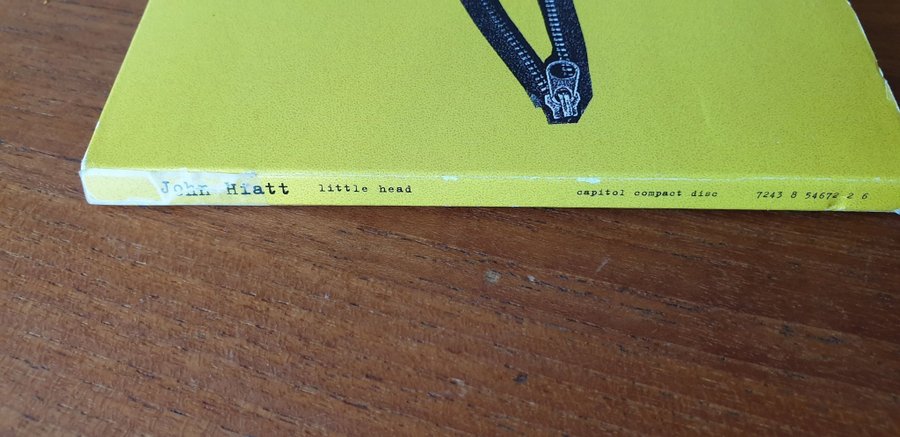 John Hiatt little head capitol compact disc 7243 8 54672 2 6